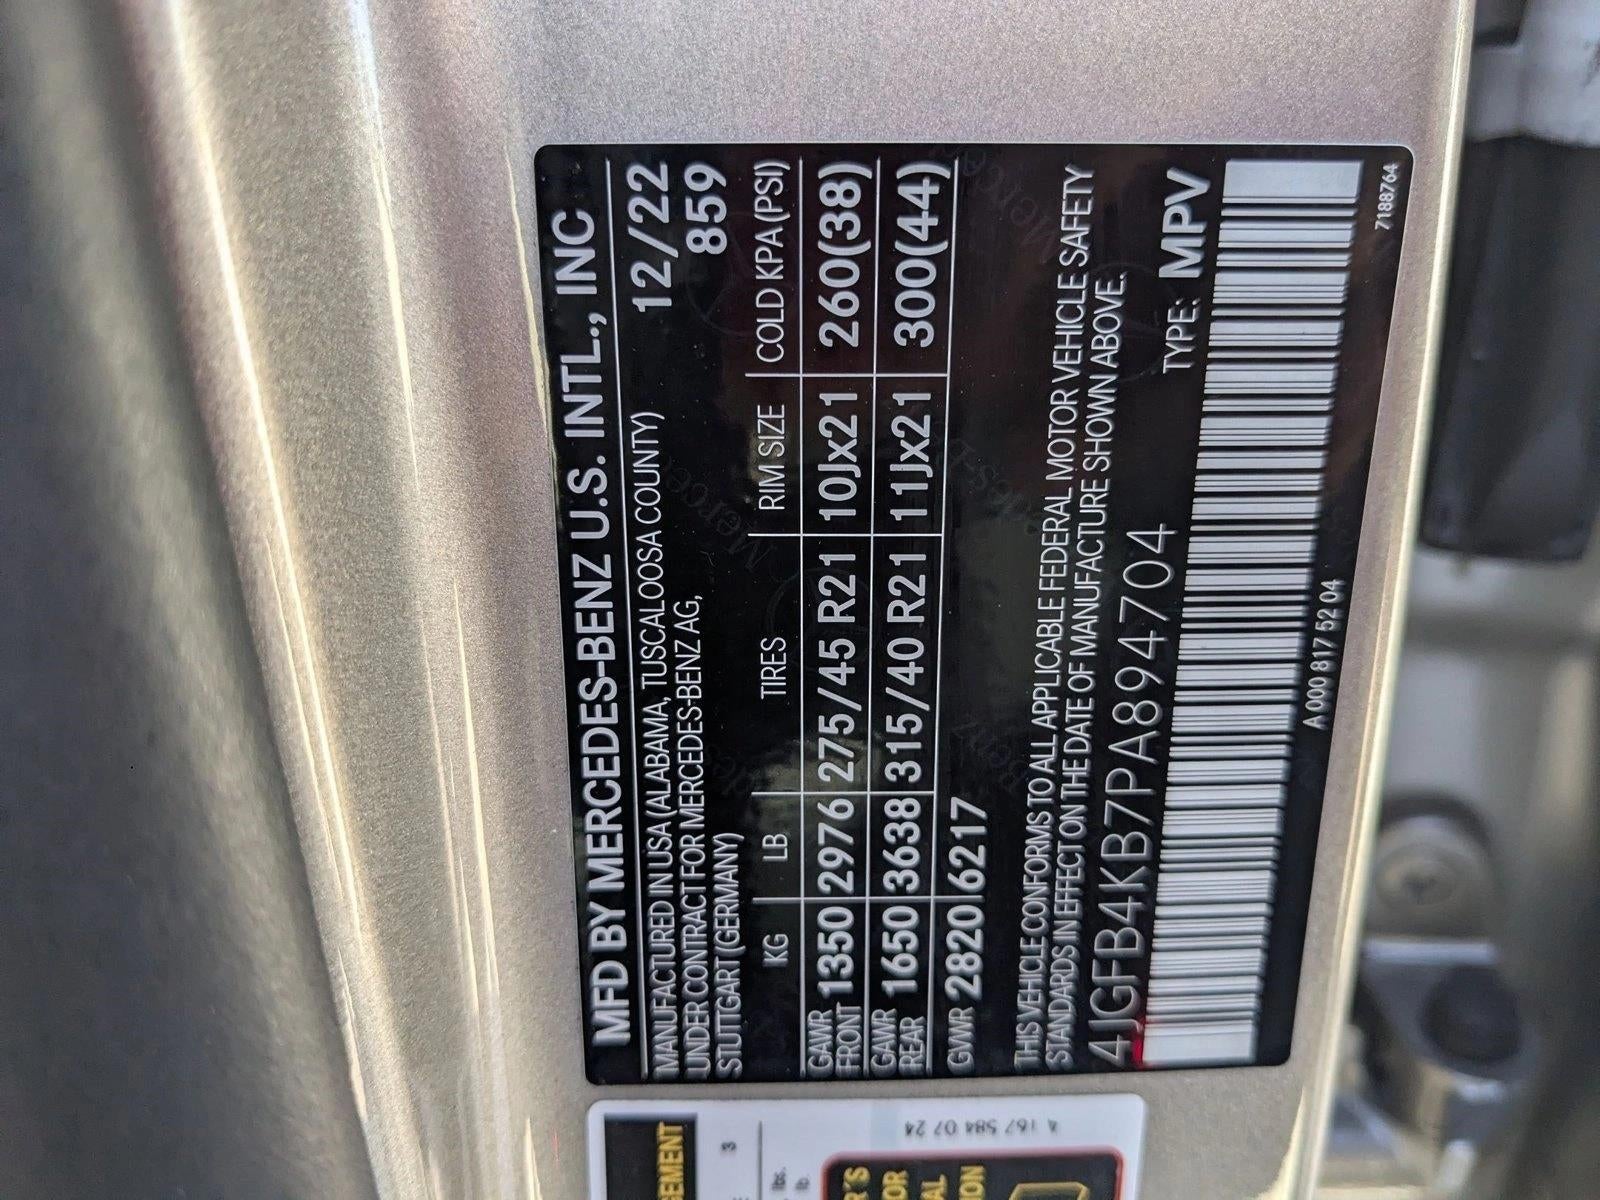 MFD BY MERCEDES-BENZ U.S. INTL., INC
MANUFACTURED IN USA (ALABAMA, TUSCALOOSA COUNTY) 12/22
UNDER CONTRACT FOR MERCEDES-BENZ AG, 859
STUTTGART (GERMANY)
KG LB TIRES RIM SIZE COLD KPA(PSI)
GAWR FRONT 1350 2976 275/45 R21 10Jx21 260(38)
GAWR REAR 1650 3638 315/40 R21 11Jx21 300(44)
GVWR 2820 6217
THIS VEHICLE CONFORMS TO ALL APPLICABLE FEDERAL MOTOR VEHICLE SAFETY
STANDARDS IN EFFECT ON THE DATE OF MANUFACTURE SHOWN ABOVE.
4JGFB4KB7PA894704 TYPE: MPV
A 000 817 52 04
7188764
3
lbs.
lb.
A 167 584 07 24